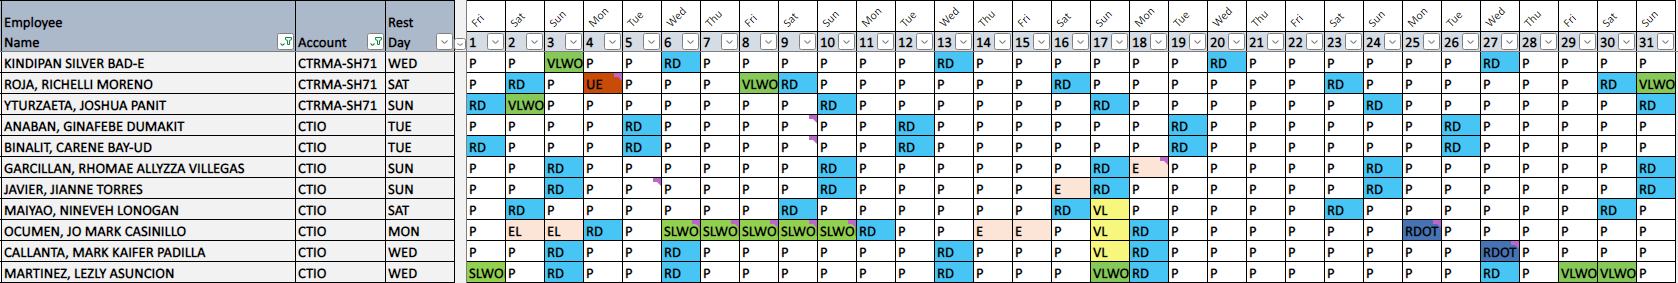 Employee Name Account Rest Day
Fri Sat Sun Mon Tue Wed Thu Fri Sat Sun Mon Tue Wed Thu Fri Sat Sun Mon Tue Wed Thu Fri Sat Sun Mon Tue Wed Thu Fri Sat Sun
1 2 3 4 5 6 7 8 9 10 11 12 13 14 15 16 17 18 19 20 21 22 23 24 25 26 27 28 29 30 31
KINDIPAN SILVER BAD-E CTRMA-SH71 WED P P VLWO P P RD P P P P P P RD P P P P P P RD P P P P P P RD P P P P
ROJA, RICHELLI MORENO CTRMA-SH71 SAT P RD P UE P P P VLWO RD P P P P P P RD P P P P P P RD P P P P P P RD VLWO
YTURZAETA, JOSHUA PANIT CTRMA-SH71 SUN RD VLWO P P P P P P P RD P P P P P P RD P P P P P P RD P P P P P P RD
ANABAN, GINAFEBE DUMAKIT CTIO TUE P P P P RD P P P P P P RD P P P P P P RD P P P P P P RD P P P P P
BINALIT, CARENE BAY-UD CTIO TUE RD P P P RD P P P P P P RD P P P P P P RD P P P P P P RD P P P P P
GARCILLAN, RHOMAE ALLYZZA VILLEGAS CTIO SUN P P RD P P P P P P RD P P P P P P RD E P P P P P RD P P P P P P RD
JAVIER, JIANNE TORRES CTIO SUN P P RD P P P P P P RD P P P P P E RD P P P P P P RD P P P P P P RD
MAIYAO, NINEVEH LONOGAN CTIO SAT P RD P P P P P P RD P P P P P P RD VL P P P P P RD P P P P P P RD P
OCUMEN, JO MARK CASINILLO CTIO MON P EL EL RD P SLWO SLWO SLWO SLWO SLWO RD P P E E P VL RD P P P P P P RDOT P P P P P P
CALLANTA, MARK KAIFER PADILLA CTIO WED P P RD P P RD P P P P P P RD P P P VL RD P P P P P P P P RDOT P P P P
MARTINEZ, LEZLY ASUNCION CTIO WED SLWO P RD P P RD P P P P P P RD P P P VLWO RD P P P P P P P P RD P VLWO VLWO P